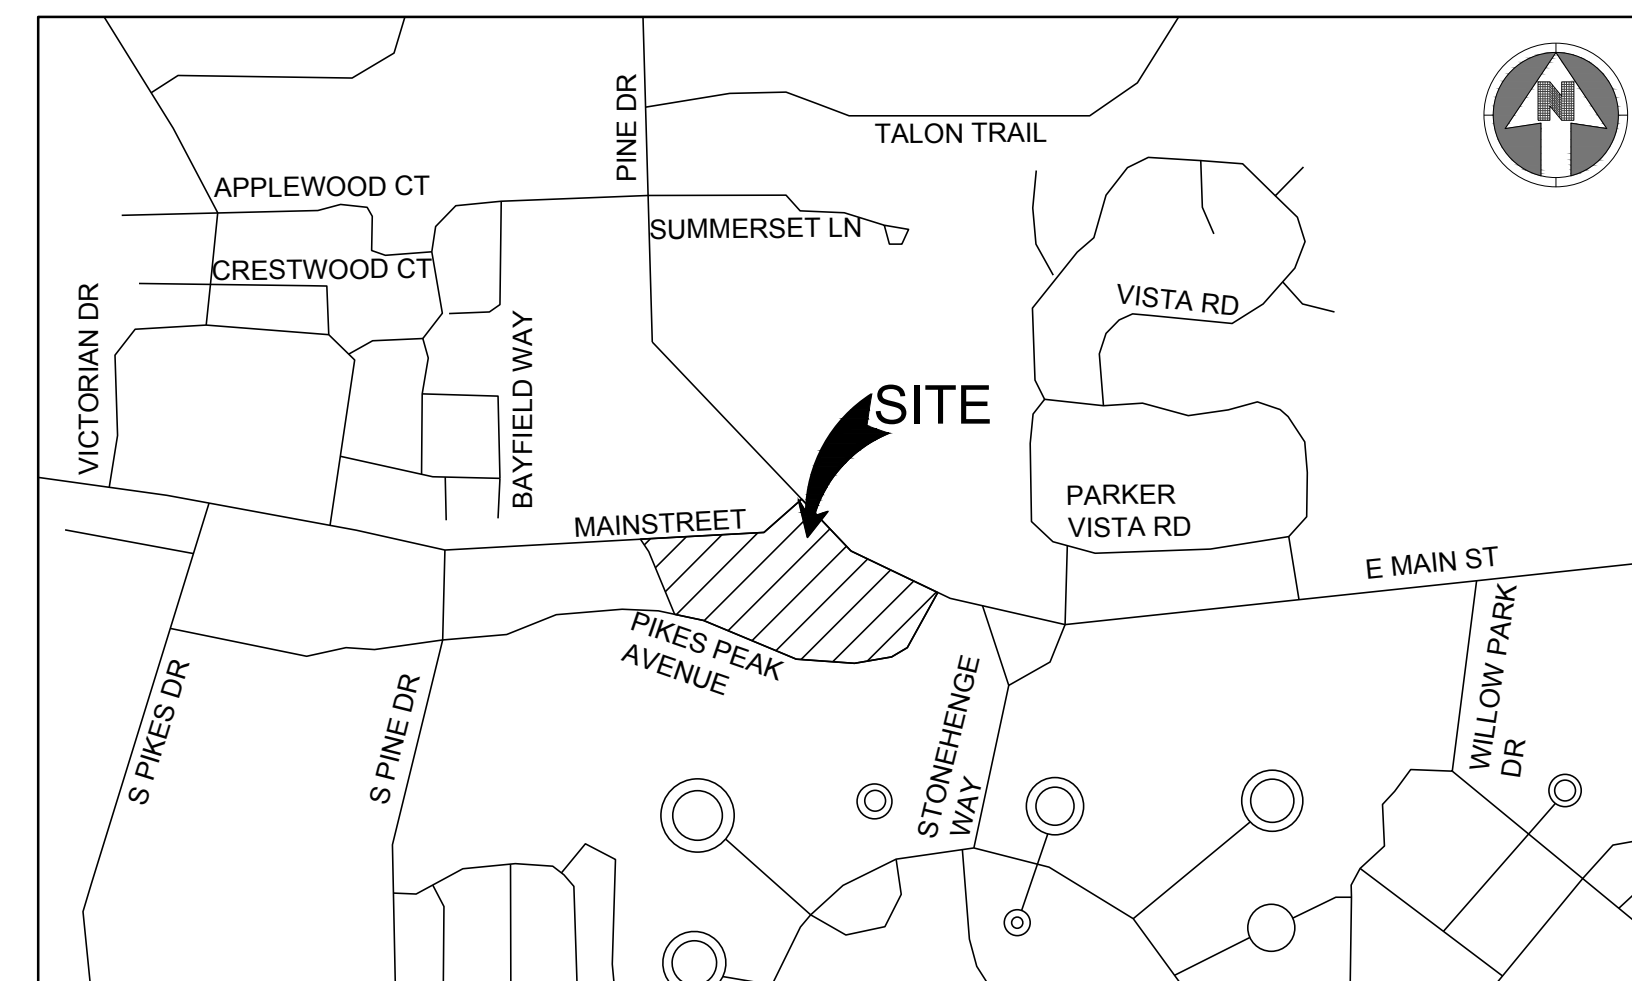 N
PINE DR
TALON TRAIL
APPLEWOOD CT
SUMMERSET LN
CRESTWOOD CT
VICTORIAN DR
BAYFIELD WAY
VISTA RD
SITE
PARKER
VISTA RD
MAINSTREET
E MAIN ST
PIKES PEAK
AVENUE
S PIKES DR
S PINE DR
STONEHENGE
WAY
WILLOW PARK
DR